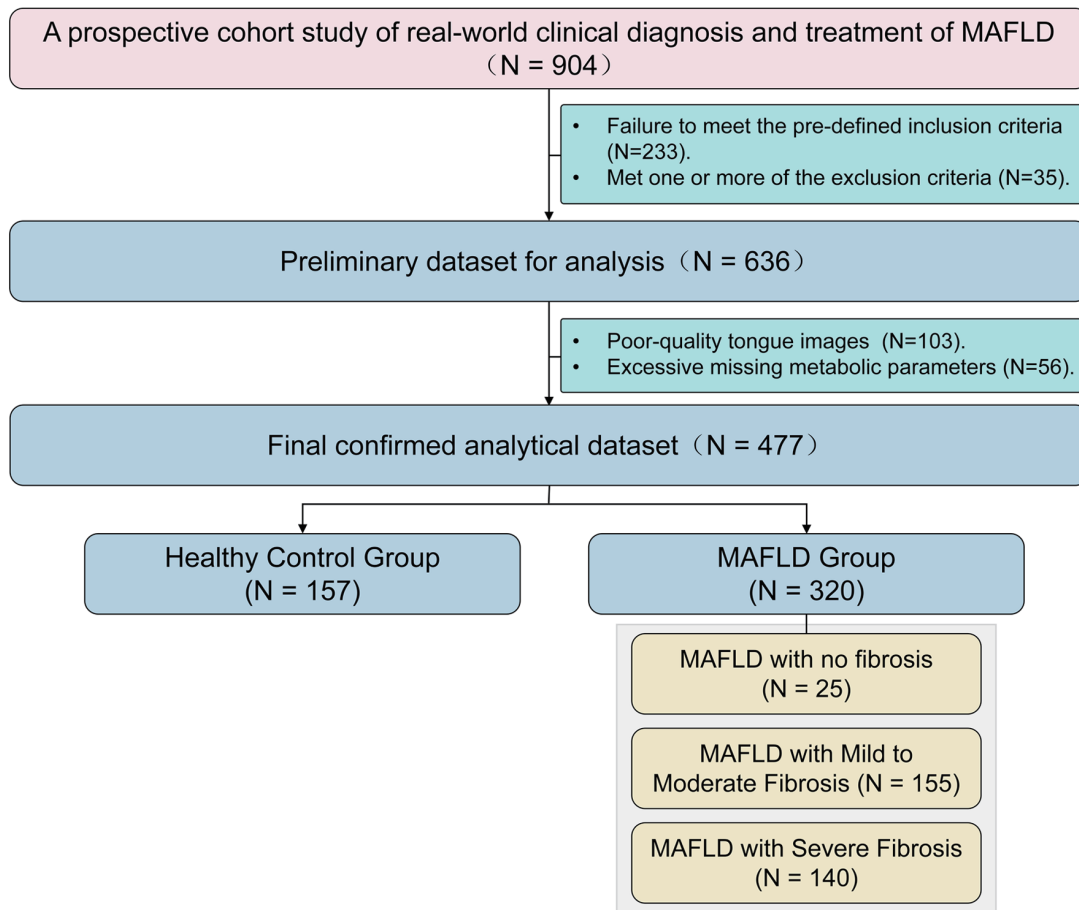 A prospective cohort study of real-world clinical diagnosis and treatment of MAFLD
（N = 904）
• Failure to meet the pre-defined inclusion criteria
(N=233).
• Met one or more of the exclusion criteria (N=35).
Preliminary dataset for analysis（N = 636）
• Poor-quality tongue images (N=103).
• Excessive missing metabolic parameters (N=56).
Final confirmed analytical dataset（N = 477）
Healthy Control Group
(N = 157)
MAFLD Group
(N = 320)
MAFLD with no fibrosis
(N = 25)
MAFLD with Mild to
Moderate Fibrosis (N = 155)
MAFLD with Severe Fibrosis
(N = 140)